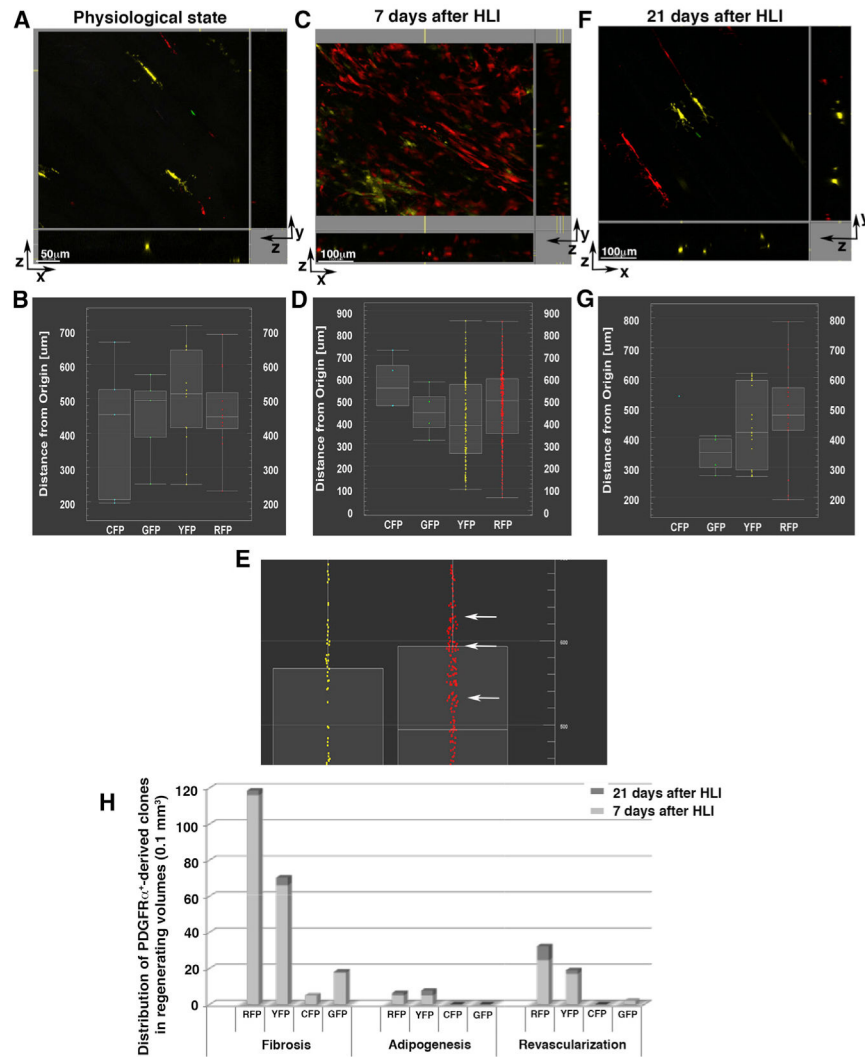 A Physiological state
C 7 days after HLI
F 21 days after HLI
z
y
50μm
z
x
z
y
100μm
z
x
z
y
100μm
z
x
B
Distance from Origin [um]
700 700
600 600
500 500
400 400
300 300
200 200
CFP GFP YFP RFP
D
Distance from Origin [um]
900 900
800 800
700 700
600 600
500 500
400 400
300 300
200 200
100 100
0 0
CFP GFP YFP RFP
G
Distance from Origin [um]
800 800
700 700
600 600
500 500
400 400
300 300
200 200
CFP GFP YFP RFP
E
600
500
H
Distribution of PDGFRα⁺-derived clones
in regenerating volumes (0.1 mm³)
21 days after HLI
7 days after HLI
120
100
80
60
40
20
0
RFP YFP CFP GFP RFP YFP CFP GFP RFP YFP CFP GFP
Fibrosis Adipogenesis Revascularization